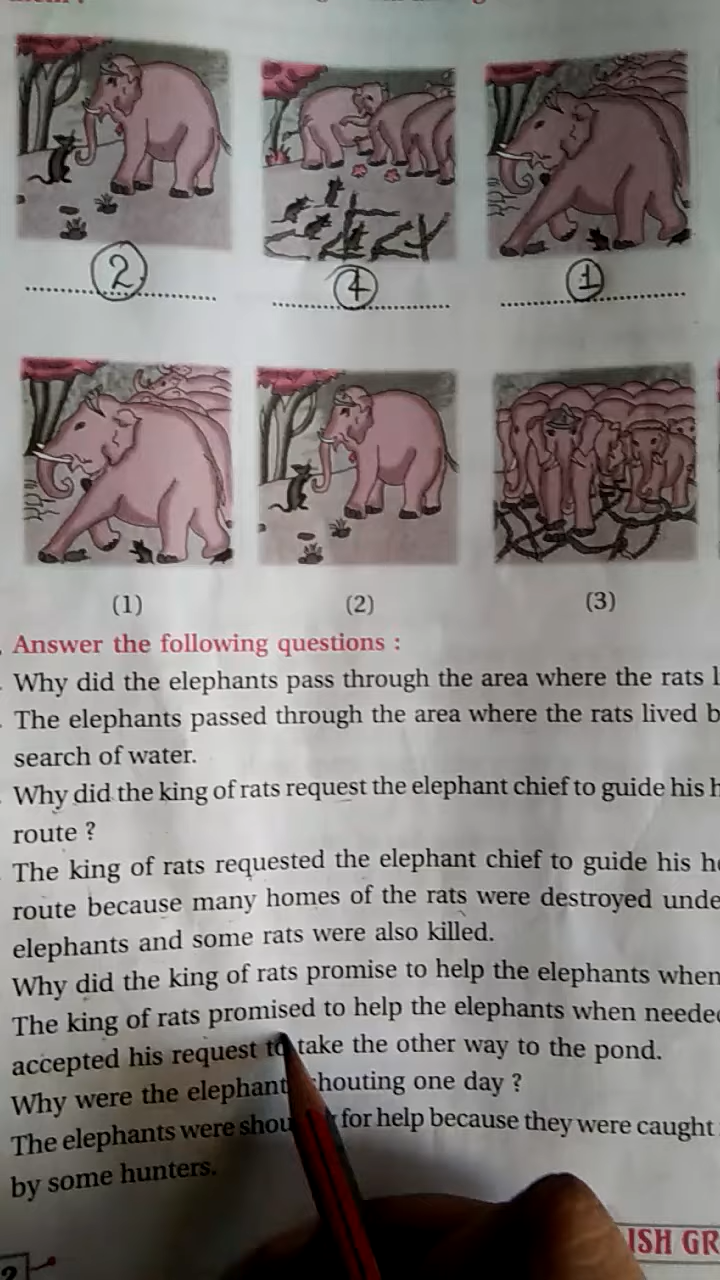 2
4
1
(1) (2) (3)
Answer the following questions :
Why did the elephants pass through the area where the rats l
The elephants passed through the area where the rats lived b
search of water.
Why did the king of rats request the elephant chief to guide his h
route ?
The king of rats requested the elephant chief to guide his he
route because many homes of the rats were destroyed unde
elephants and some rats were also killed.
Why did the king of rats promise to help the elephants when
The king of rats promised to help the elephants when neede
accepted his request to take the other way to the pond.
Why were the elephant houting one day ?
The elephants were shou for help because they were caught
by some hunters.
ISH GR
2